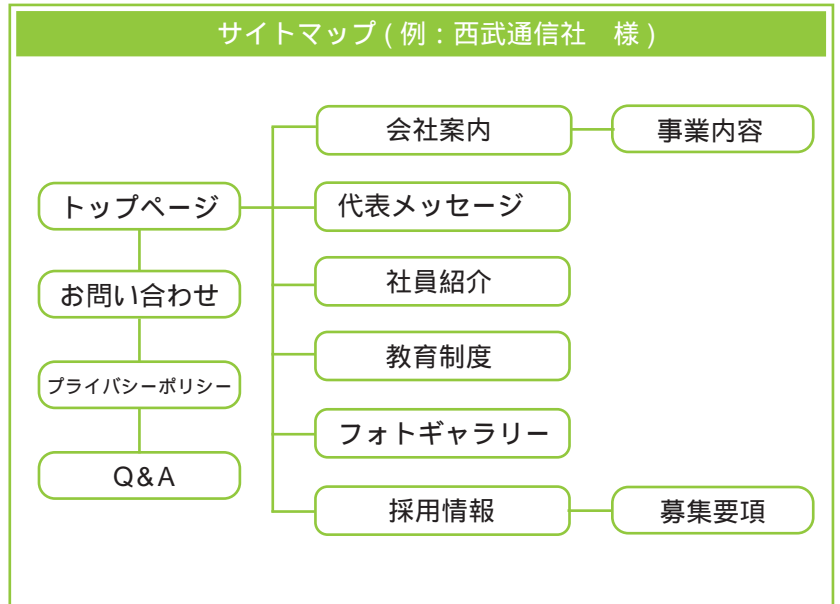 サイトマップ(例：西武通信社　様)
会社案内
事業内容
トップページ
代表メッセージ
お問い合わせ
社員紹介
プライバシーポリシー
教育制度
Q&A
フォトギャラリー
採用情報
募集要項